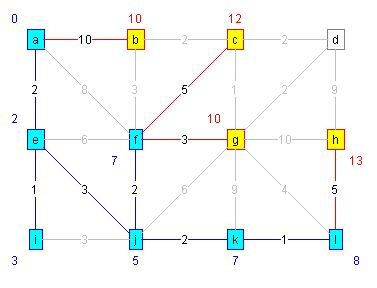 0 10 12
a 10 b 2 c 2 d
2 8 3 5 1 2 9
2 10
e 6 f 3 g 10 h
7 13
1 3 2 6 9 4 5
i 3 j 2 k 1 l
3 5 7 8